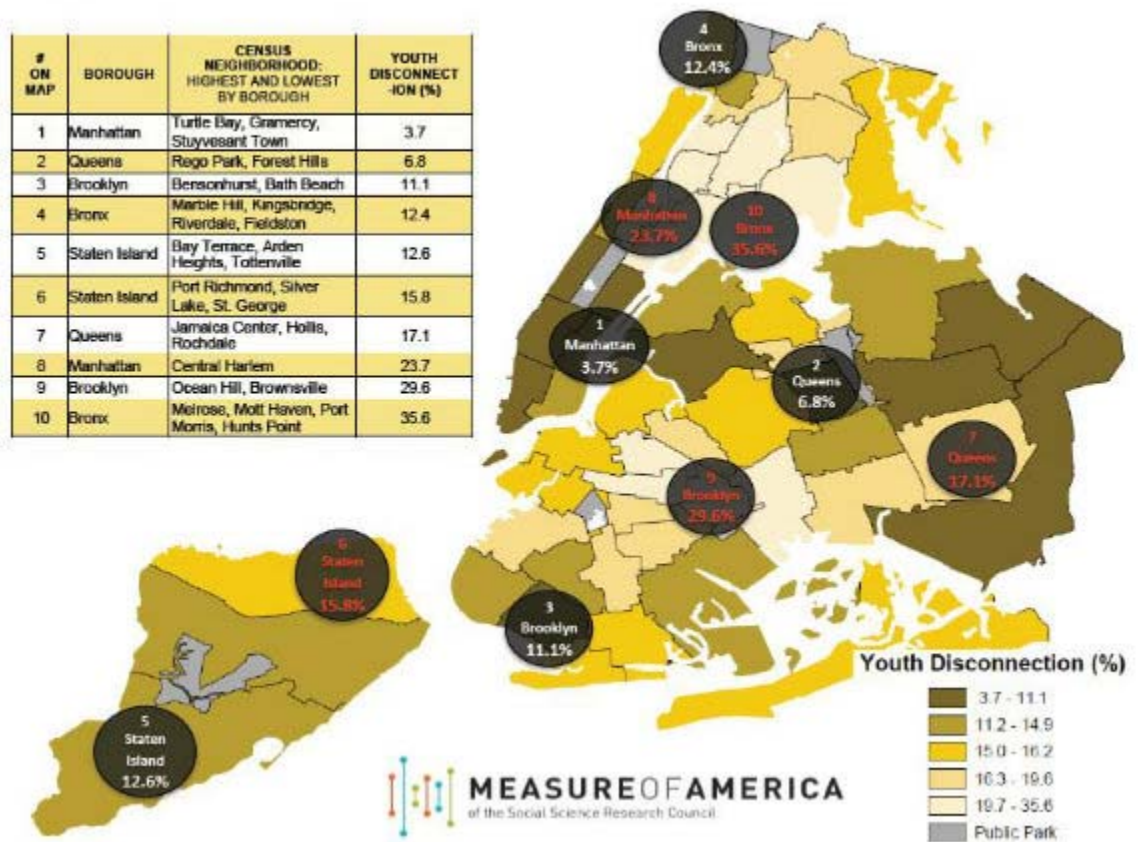 # ON MAP
BOROUGH
CENSUS NEIGHBORHOOD: HIGHEST AND LOWEST BY BOROUGH
YOUTH DISCONNECT -ION (%)
1 Manhattan Turtle Bay, Gramercy, Stuyvesant Town 3.7
2 Queens Rego Park, Forest Hills 6.8
3 Brooklyn Bensonhurst, Bath Beach 11.1
4 Bronx Marble Hill, Kingsbridge, Riverdale, Fieldston 12.4
5 Staten Island Bay Terrace, Arden Heights, Tottenville 12.6
6 Staten Island Port Richmond, Silver Lake, St. George 15.8
7 Queens Jamaica Center, Hollis, Rochdale 17.1
8 Manhattan Central Harlem 23.7
9 Brooklyn Ocean Hill, Brownsville 29.6
10 Bronx Melrose, Mott Haven, Port Morris, Hunts Point 35.6
4
Bronx
12.4%
8
Manhattan
23.7%
10
Bronx
35.6%
1
Manhattan
3.7%
2
Queens
6.8%
7
Queens
17.1%
9
Brooklyn
29.6%
6
Staten
Island
15.8%
3
Brooklyn
11.1%
5
Staten
Island
12.6%
Youth Disconnection (%)
3.7 - 11.1
11.2 - 14.9
15.0 - 16.2
16.3 - 19.6
19.7 - 35.6
Public Park
MEASUREOFAMERICA
of the Social Science Research Council